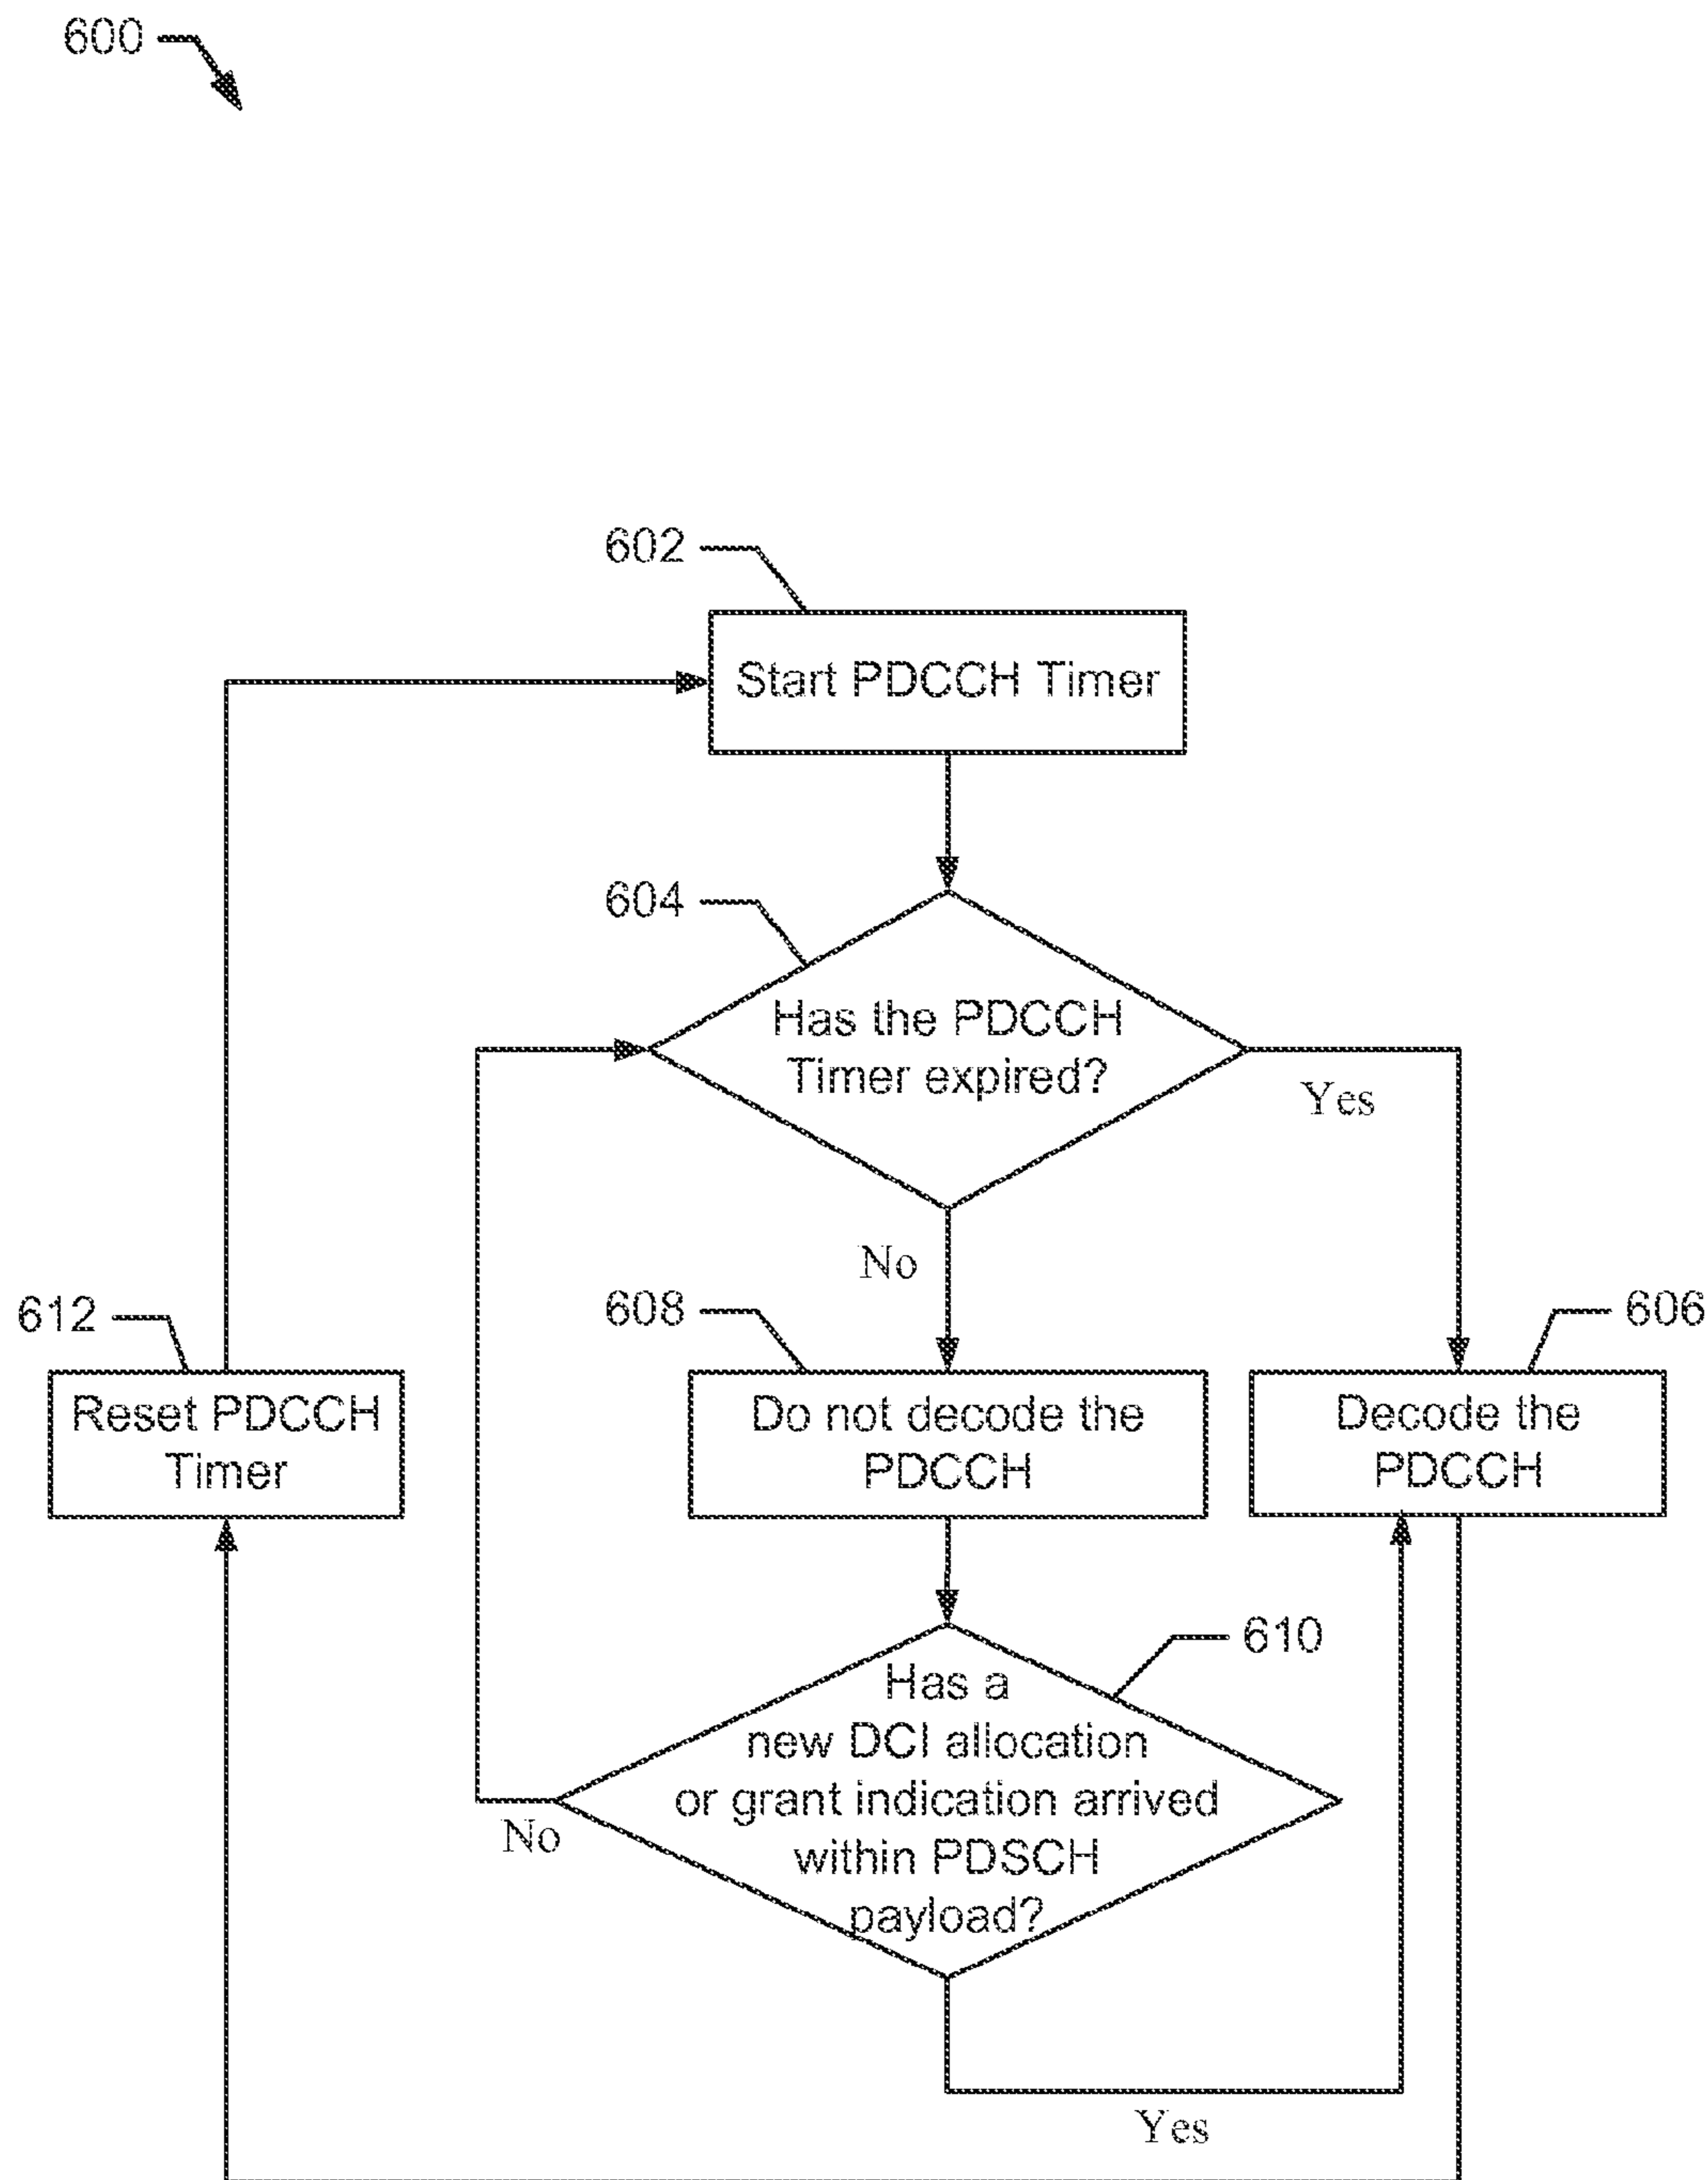 600
602
Start PDCCH Timer
604
Has the PDCCH
Timer expired?
Yes
No
612
608
606
Reset PDCCH
Timer
Do not decode the
PDCCH
Decode the
PDCCH
610
Has a
new DCI allocation
or grant indication arrived
within PDSCH
payload?
No
Yes